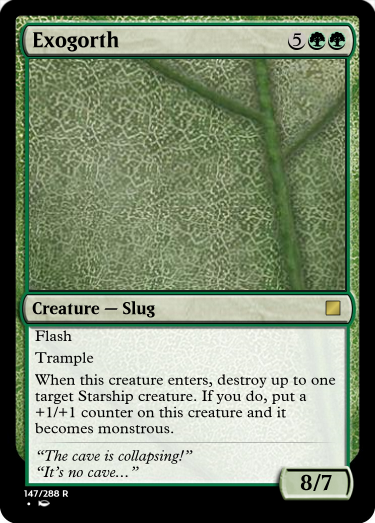 Exogorth 5
Creature — Slug
Flash
Trample
When this creature enters, destroy up to one
target Starship creature. If you do, put a
+1/+1 counter on this creature and it
becomes monstrous.
“The cave is collapsing!”
“It’s no cave…”
8/7
147/288 R